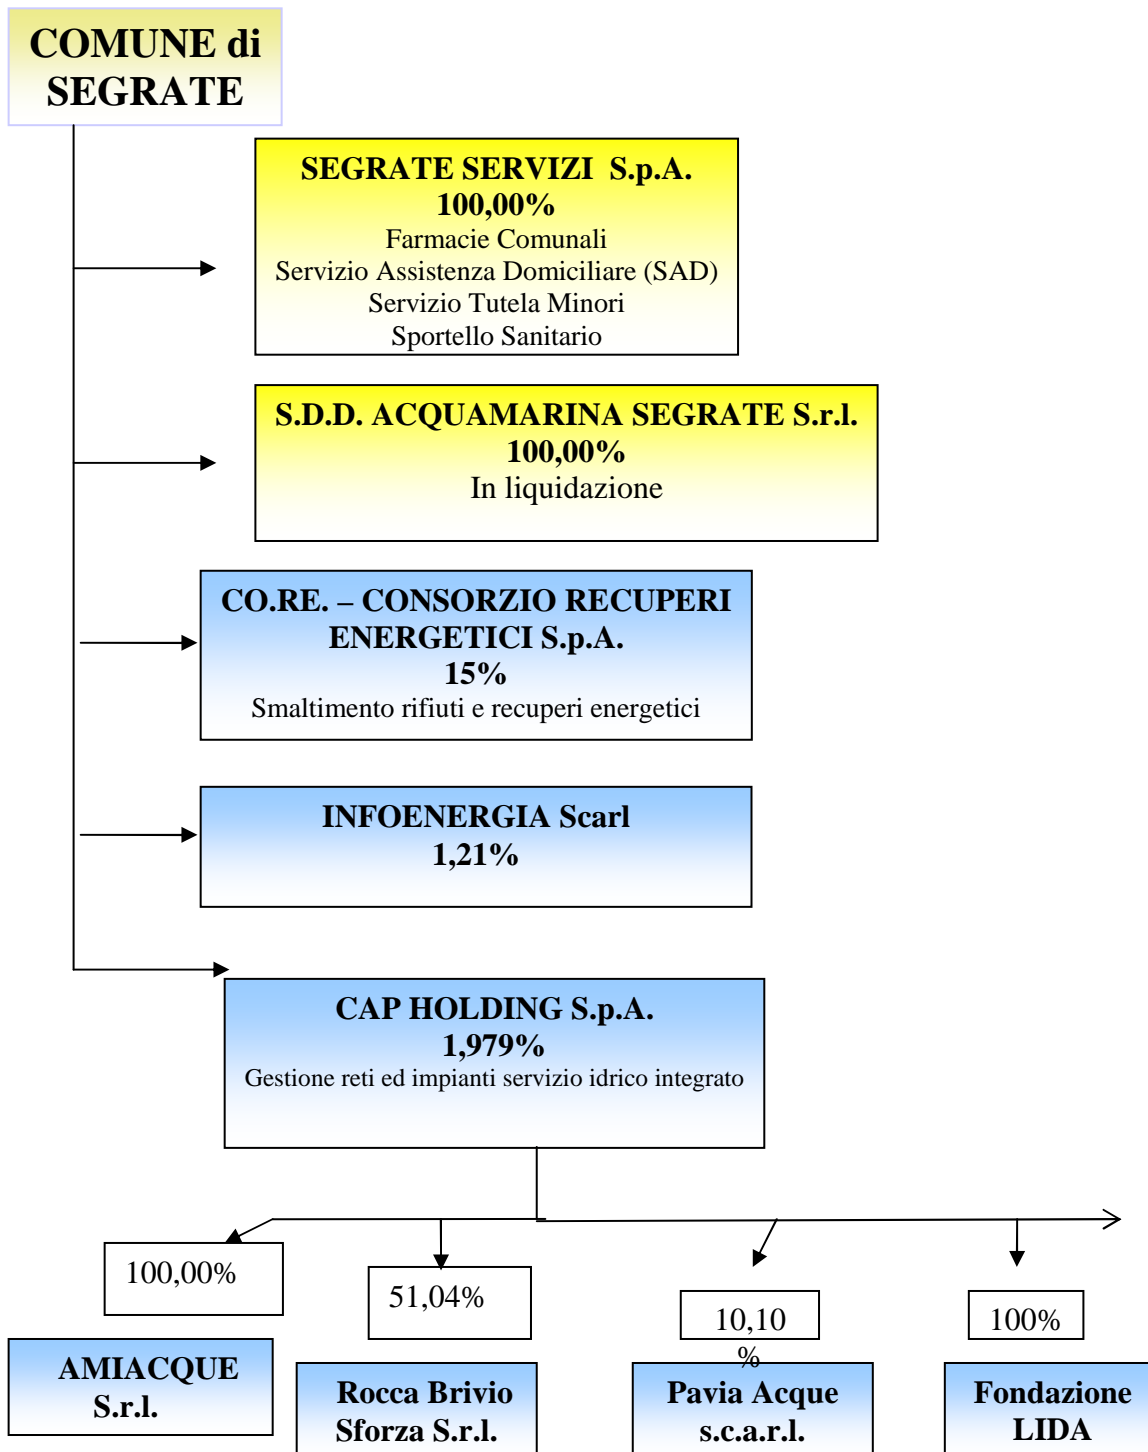 COMUNE di
SEGRATE
SEGRATE SERVIZI S.p.A.
100,00%
Farmacie Comunali
Servizio Assistenza Domiciliare (SAD)
Servizio Tutela Minori
Sportello Sanitario
S.D.D. ACQUAMARINA SEGRATE S.r.l.
100,00%
In liquidazione
CO.RE. – CONSORZIO RECUPERI
ENERGETICI S.p.A.
15%
Smaltimento rifiuti e recuperi energetici
INFOENERGIA Scarl
1,21%
CAP HOLDING S.p.A.
1,979%
Gestione reti ed impianti servizio idrico integrato
100,00%
AMIACQUE
S.r.l.
51,04%
Rocca Brivio
Sforza S.r.l.
10,10
%
Pavia Acque
s.c.a.r.l.
100%
Fondazione
LIDA